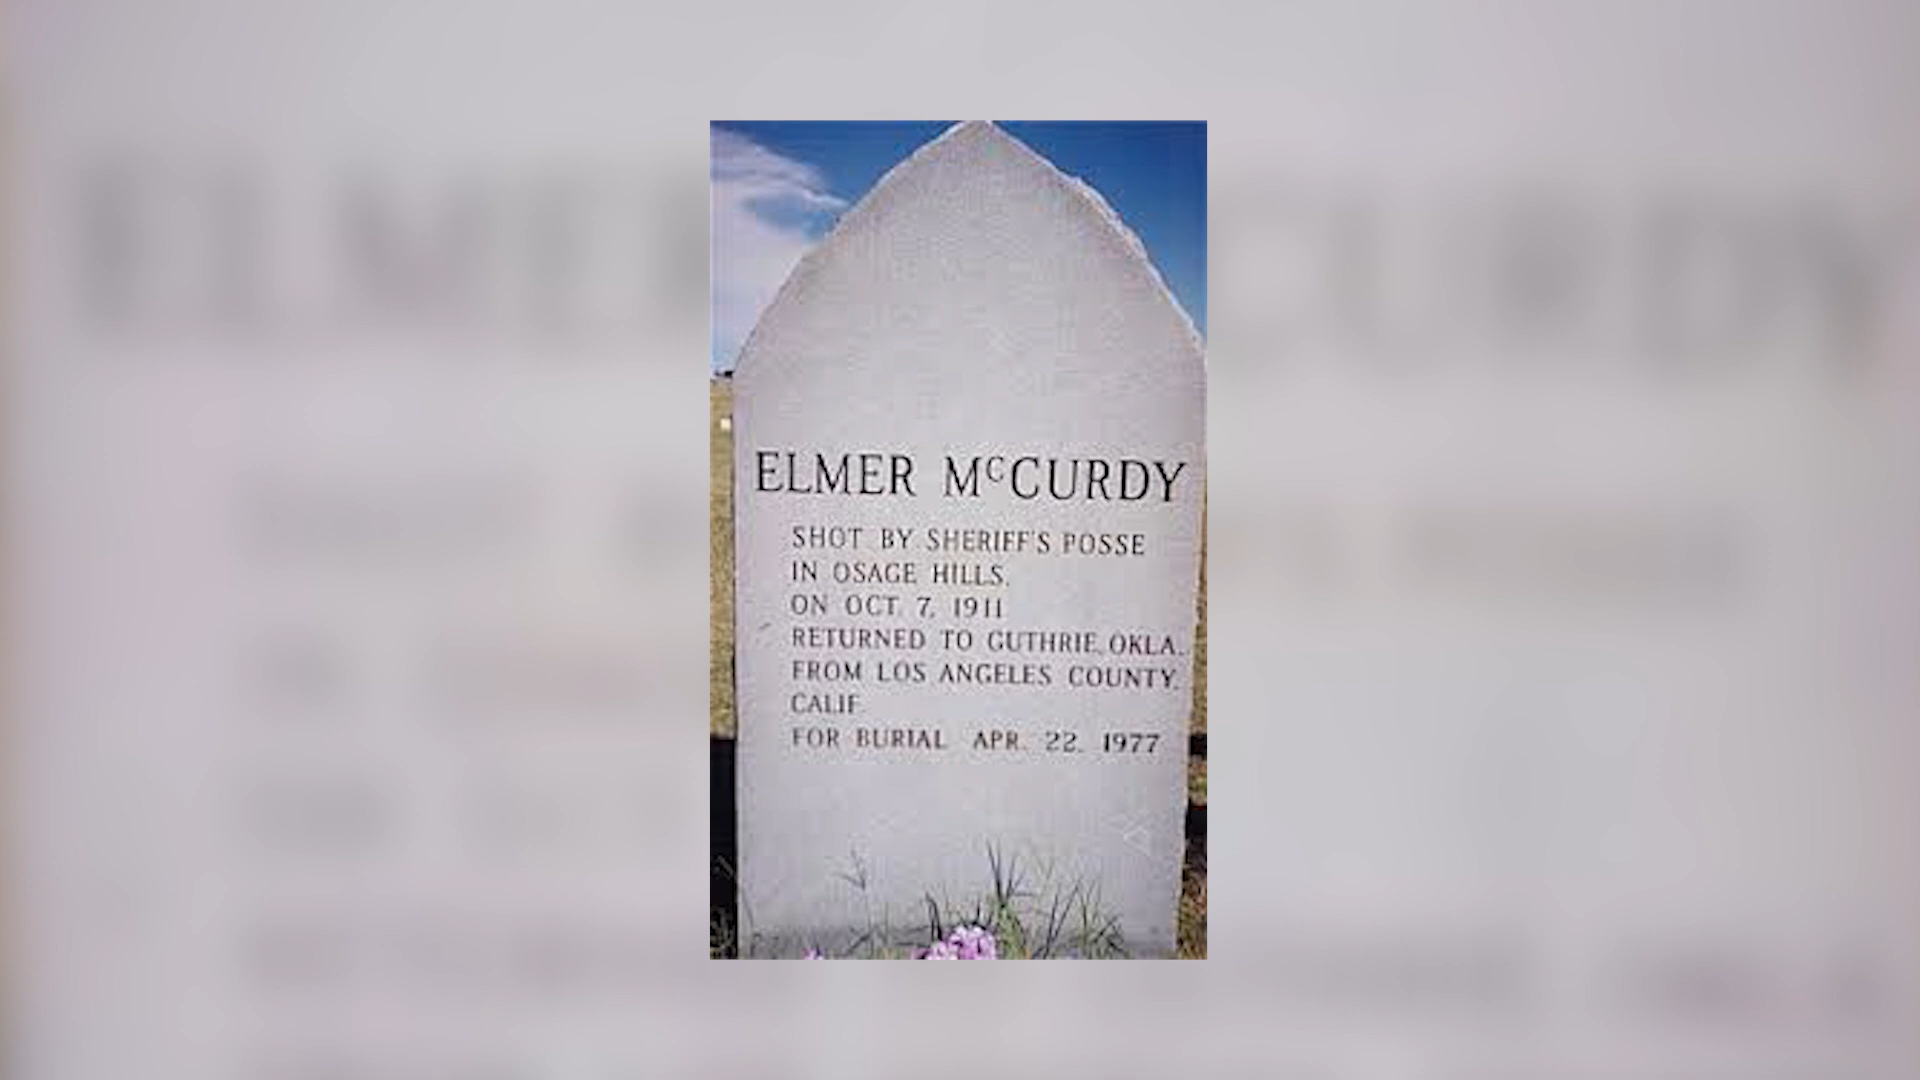 ELMER McCURDY
SHOT BY SHERIFF'S POSSE
IN OSAGE HILLS.
ON OCT. 7, 1911
RETURNED TO GUTHRIE, OKLA.
FROM LOS ANGELES COUNTY,
CALIF.
FOR BURIAL APR. 22, 1977